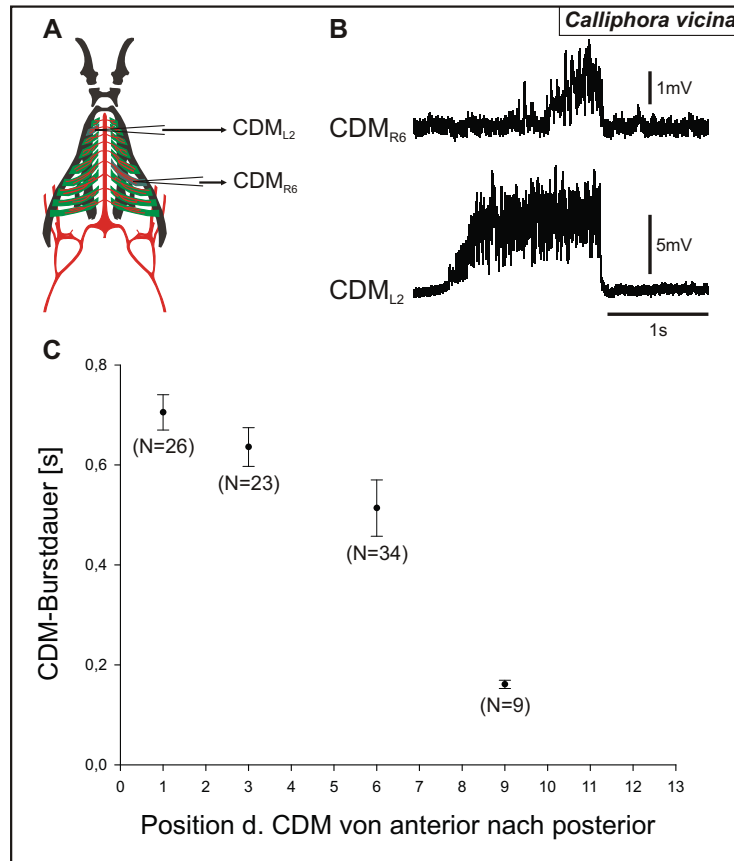 A
B
Calliphora vicina
CDML2
CDMR6
CDMR6
1mV
5mV
CDML2
1s
C
CDM-Burstdauer [s]
0,8
0,6
0,4
0,2
0,0
(N=26)
(N=23)
(N=34)
(N=9)
0 1 2 3 4 5 6 7 8 9 10 11 12 13
Position d. CDM von anterior nach posterior